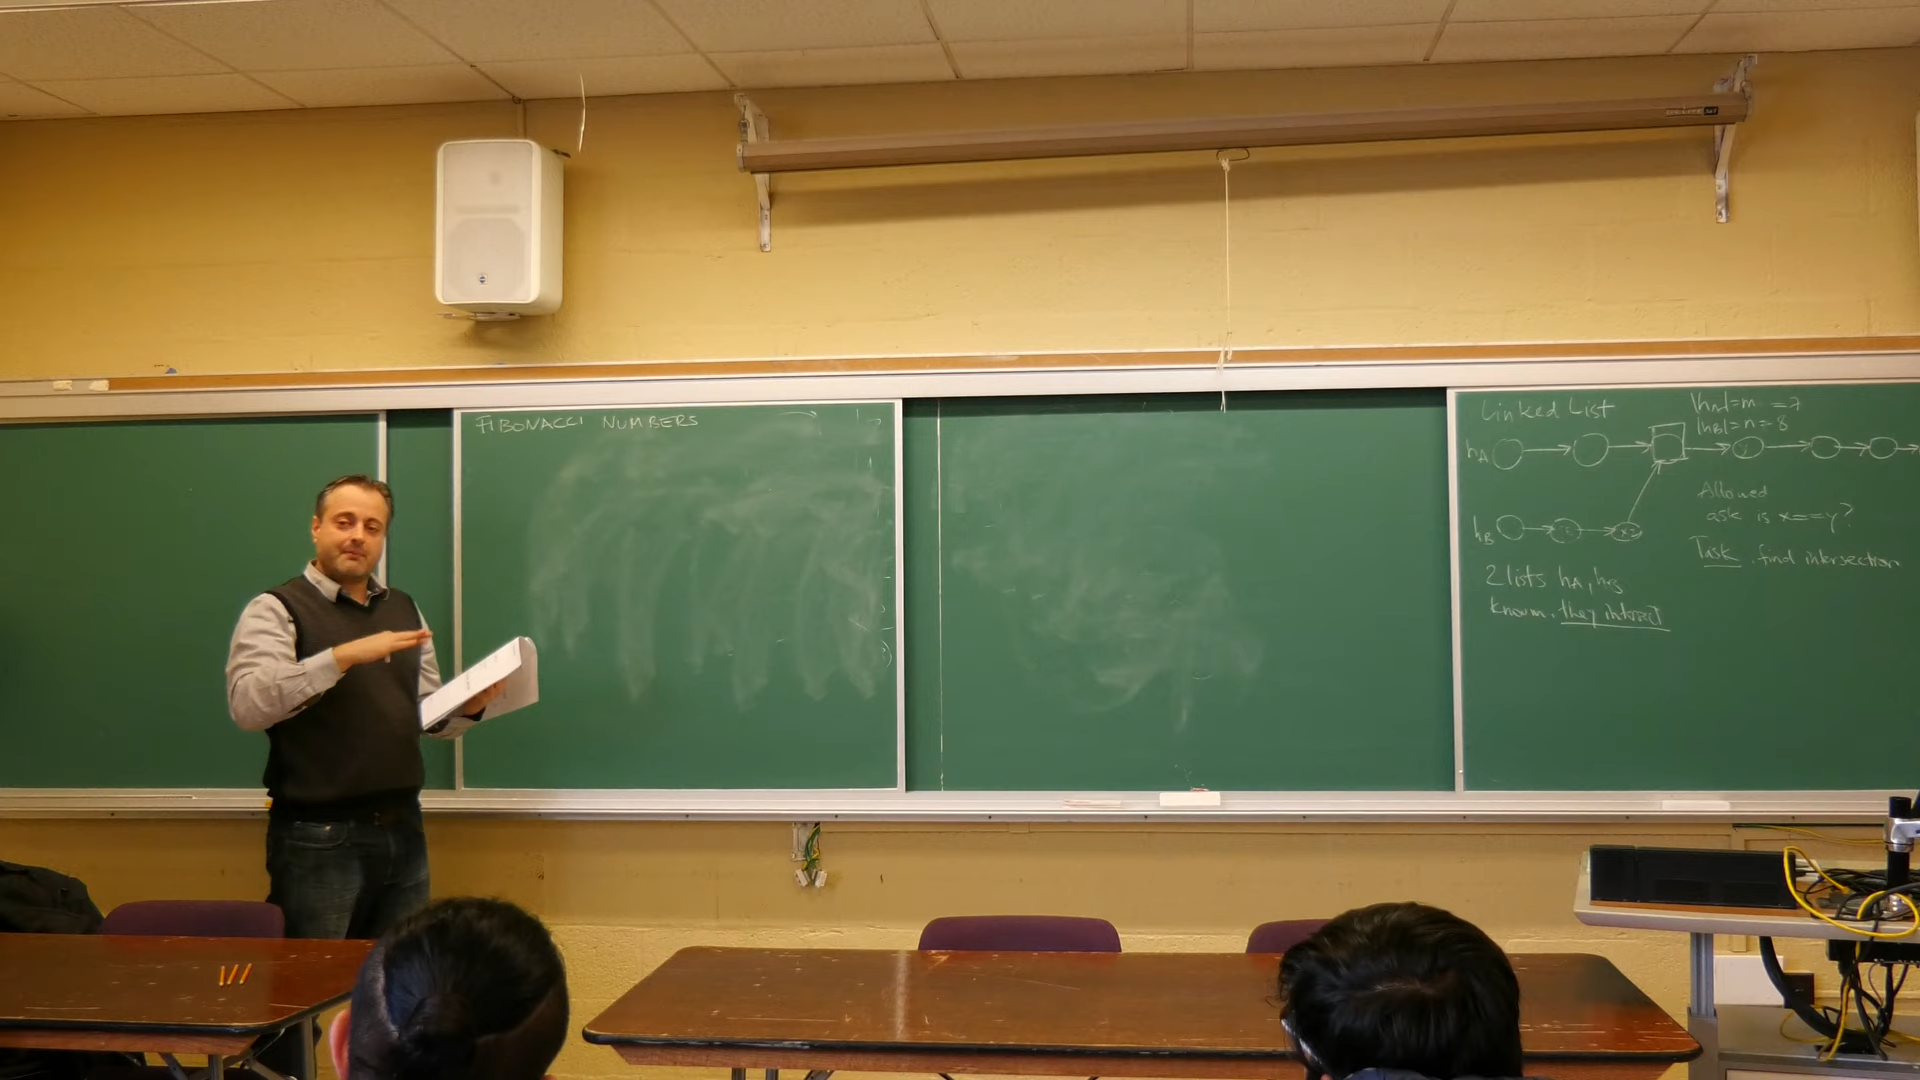 FIBONACCI NUMBERS
Linked List
|hA|=m =7
|hB|=n=8
hA
hB
Allowed
ask is x==y?
Task. find intersection
2 lists hA, hB
known. they intersect